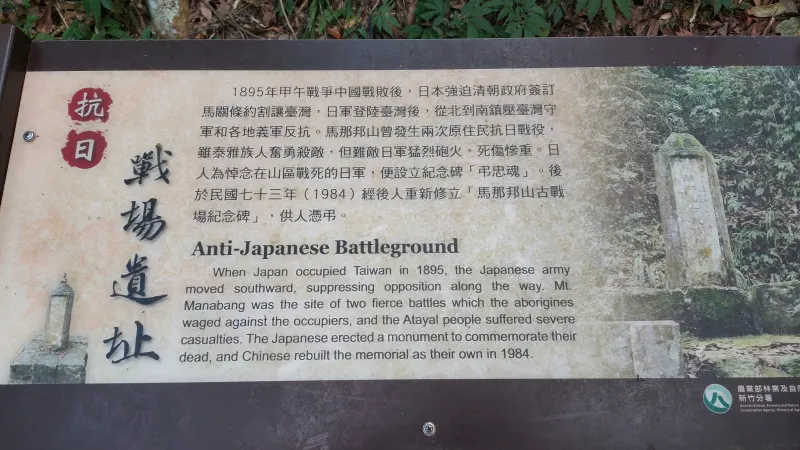 抗
日
戰場遺址
1895年甲午戰爭中國戰敗後，日本強迫清朝政府簽訂
馬關條約割讓臺灣，日軍登陸臺灣後，從北到南鎮壓臺灣守
軍和各地義軍反抗。馬那邦山曾發生兩次原住民抗日戰役，
雖泰雅族人奮勇殺敵，但難敵日軍猛烈砲火，死傷慘重。日
人為悼念在山區戰死的日軍，便設立紀念碑「弔忠魂」。後
於民國七十三年（1984）經後人重新修立「馬那邦山古戰
場紀念碑」，供人憑弔。
Anti-Japanese Battleground
When Japan occupied Taiwan in 1895, the Japanese army
moved southward, suppressing opposition along the way. Mt.
Manabang was the site of two fierce battles which the aborigines
waged against the occupiers, and the Atayal people suffered severe
casualties. The Japanese erected a monument to commemorate their
dead, and Chinese rebuilt the memorial as their own in 1984.
農業部林業及自然
新竹分署